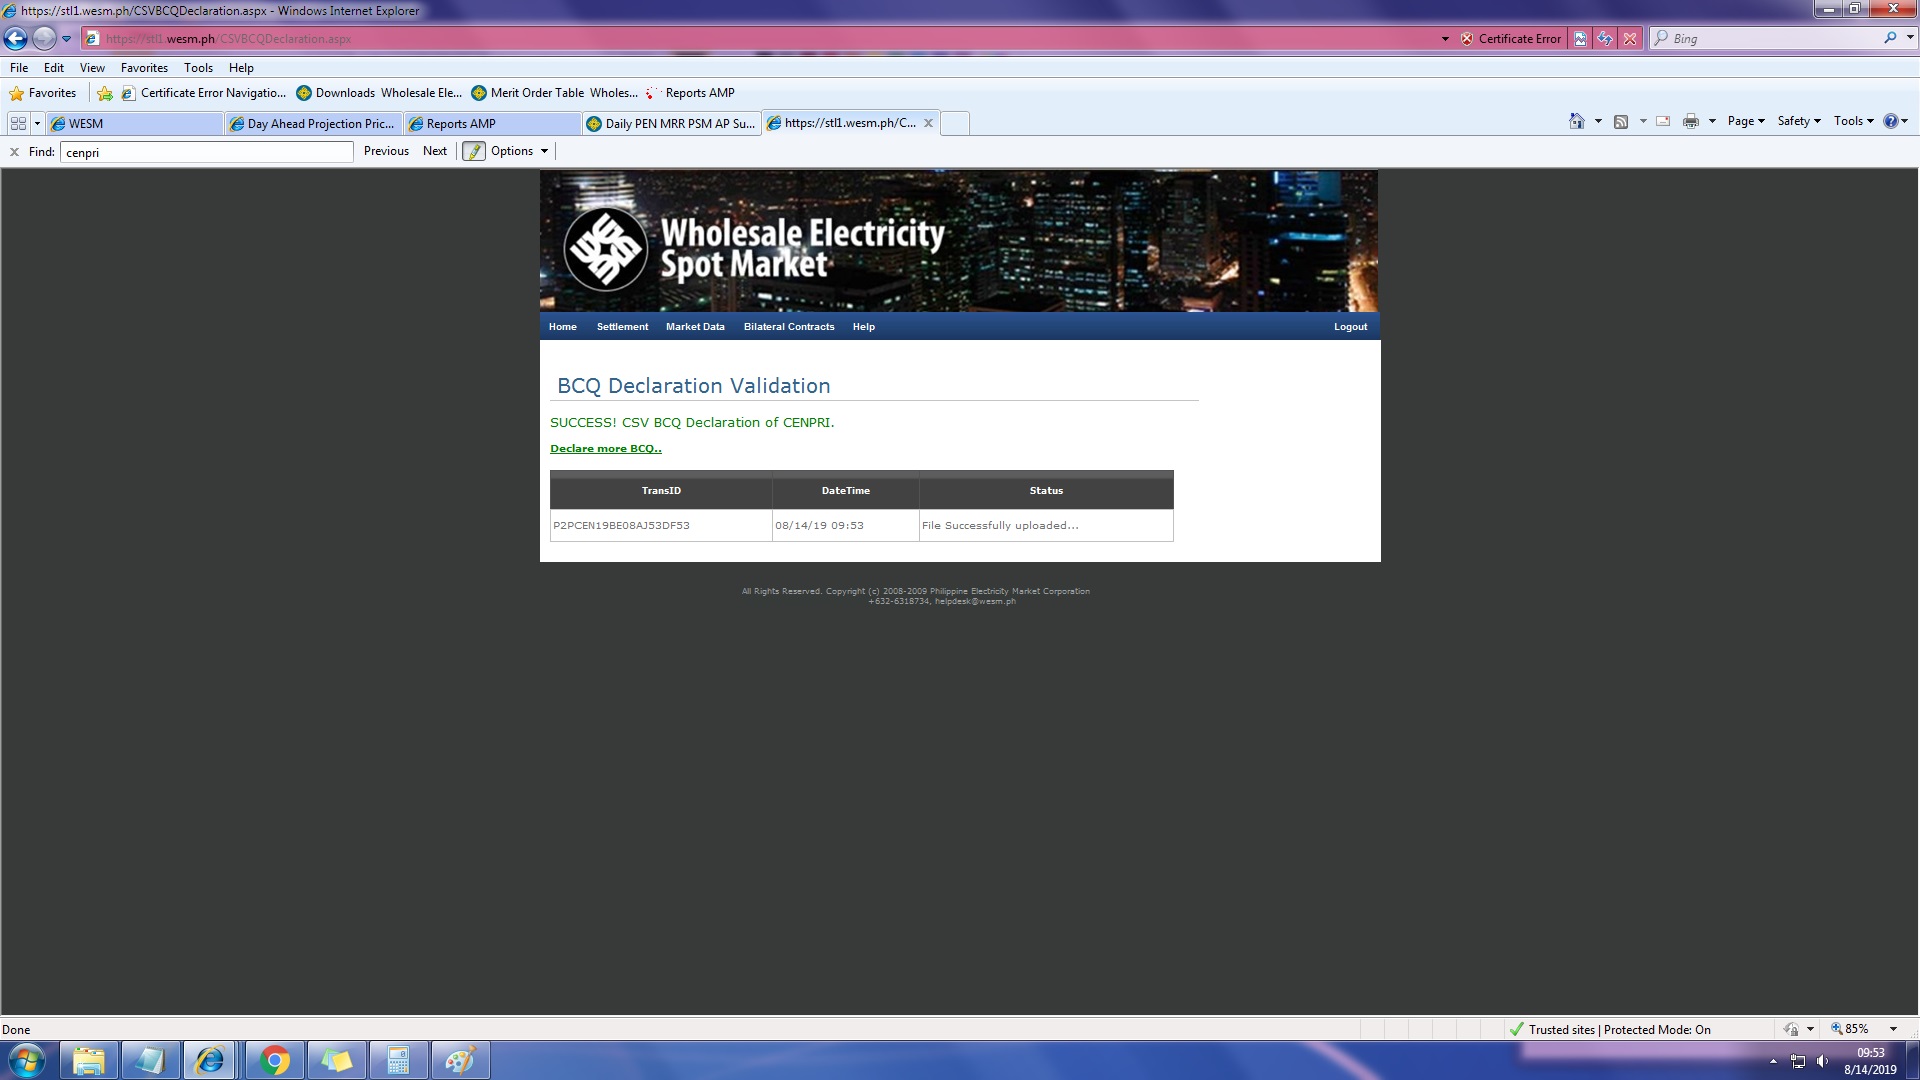 https://stl1.wesm.ph/CSVBCQDeclaration.aspx - Windows Internet Explorer
https://stl1.wesm.ph/CSVBCQDeclaration.aspx
Certificate Error
Bing
File Edit View Favorites Tools Help
Favorites
Certificate Error Navigatio...
Downloads Wholesale Ele...
Merit Order Table Wholes...
Reports AMP
WESM
Day Ahead Projection Pric...
Reports AMP
Daily PEN MRR PSM AP Su...
https://stl1.wesm.ph/C...
Page Safety Tools
Find: cenpri Previous Next Options
Wholesale Electricity
Spot Market
Home Settlement Market Data Bilateral Contracts Help Logout
BCQ Declaration Validation
SUCCESS! CSV BCQ Declaration of CENPRI.
Declare more BCQ..
TransID DateTime Status
P2PCEN19BE08AJ53DF53 08/14/19 09:53 File Successfully uploaded...
All Rights Reserved. Copyright (c) 2008-2009 Philippine Electricity Market Corporation
+632-6318734, helpdesk@wesm.ph
Done
Trusted sites | Protected Mode: On
85%
09:53
8/14/2019